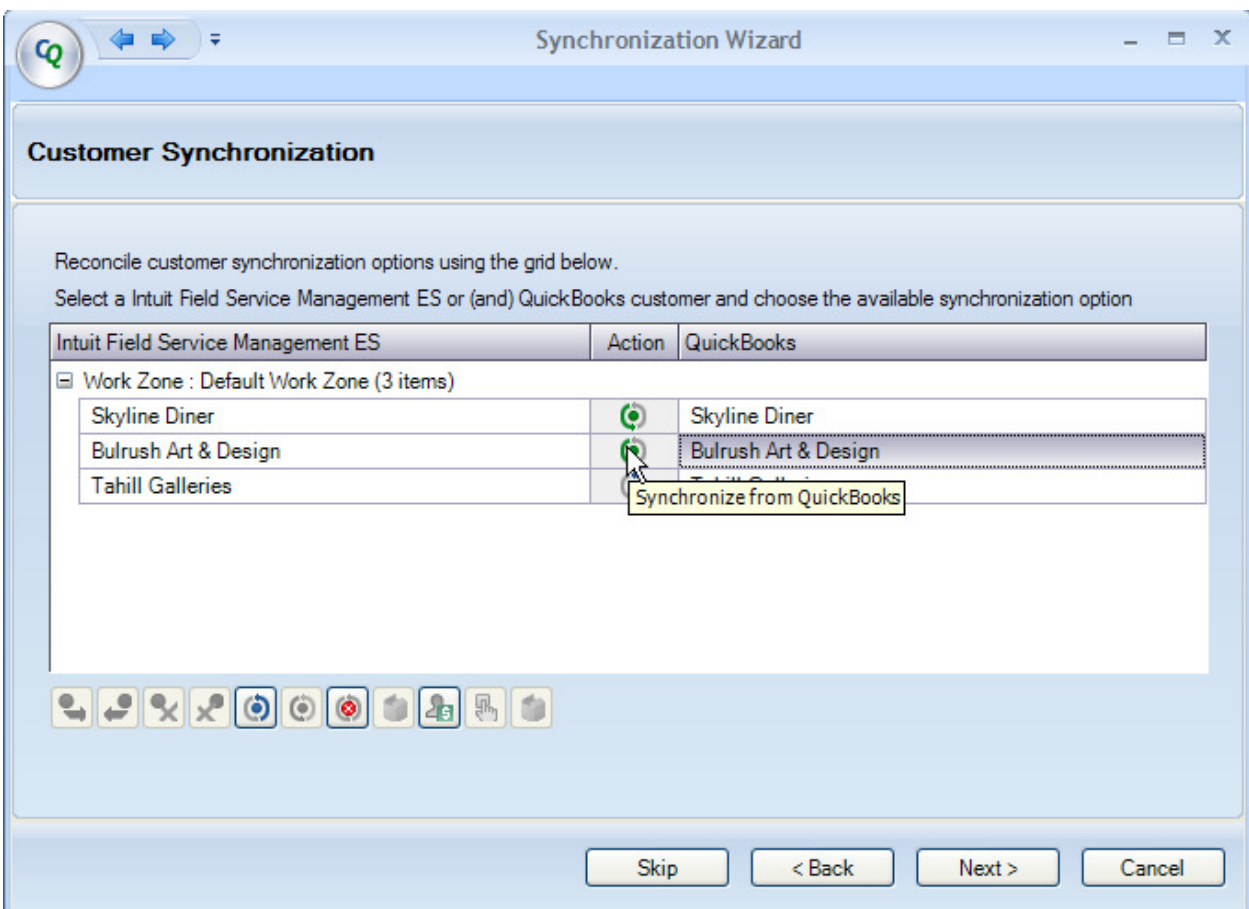 CQ
Synchronization Wizard
Customer Synchronization
Reconcile customer synchronization options using the grid below.
Select a Intuit Field Service Management ES or (and) QuickBooks customer and choose the available synchronization option
Intuit Field Service Management ES Action QuickBooks
Work Zone : Default Work Zone (3 items)
Skyline Diner Skyline Diner
Bulrush Art & Design Bulrush Art & Design
Tahill Galleries
Synchronize from QuickBooks
Skip < Back Next > Cancel